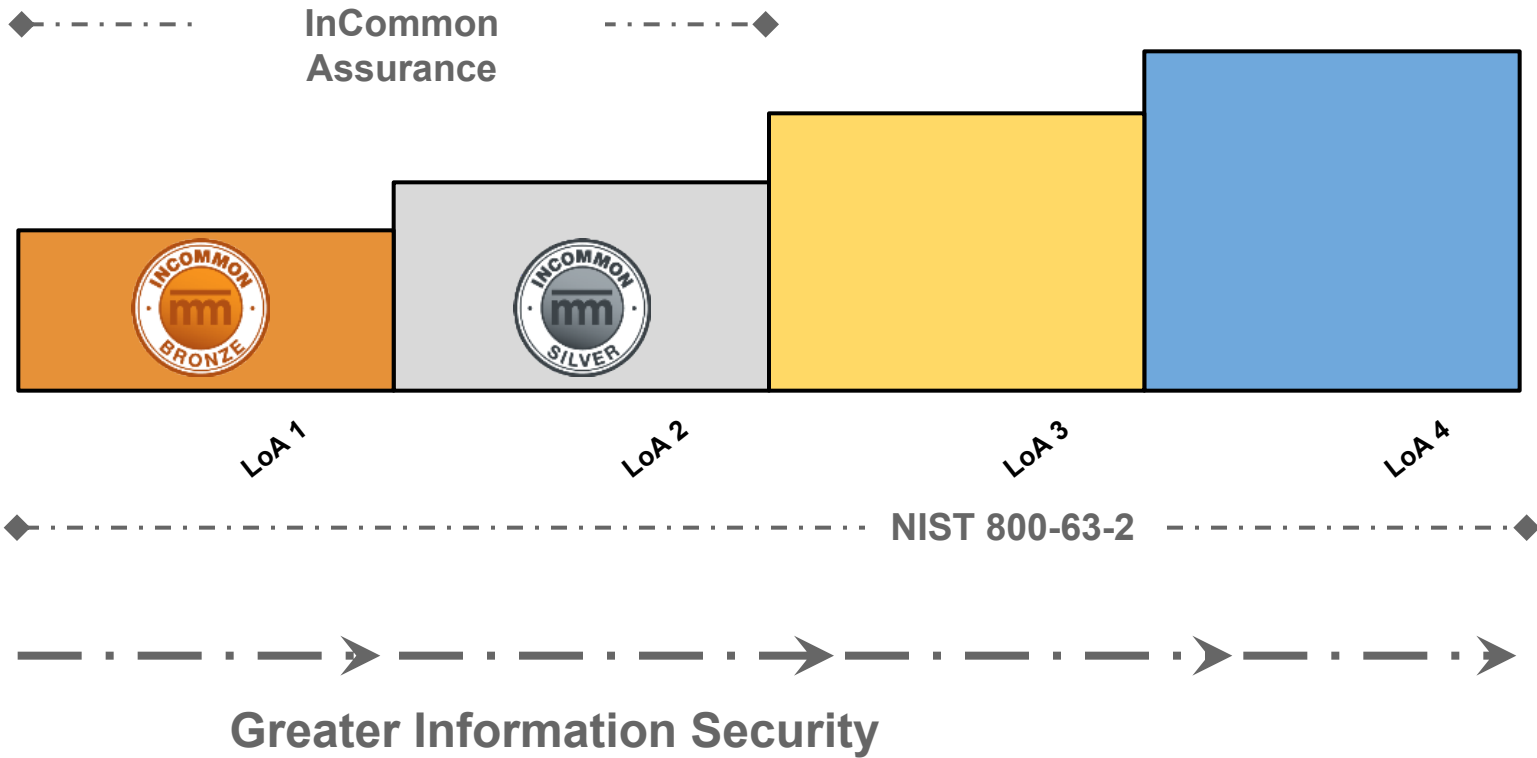 InCommon
Assurance
INCOMMON
BRONZE
INCOMMON
SILVER
LoA 1
LoA 2
LoA 3
LoA 4
NIST 800-63-2
Greater Information Security